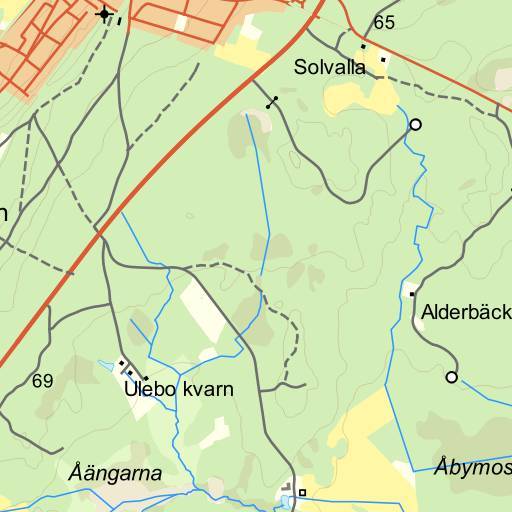 65
Solvalla
n
Alderbäck
69
Ulebo kvarn
Åängarna
Åbymos